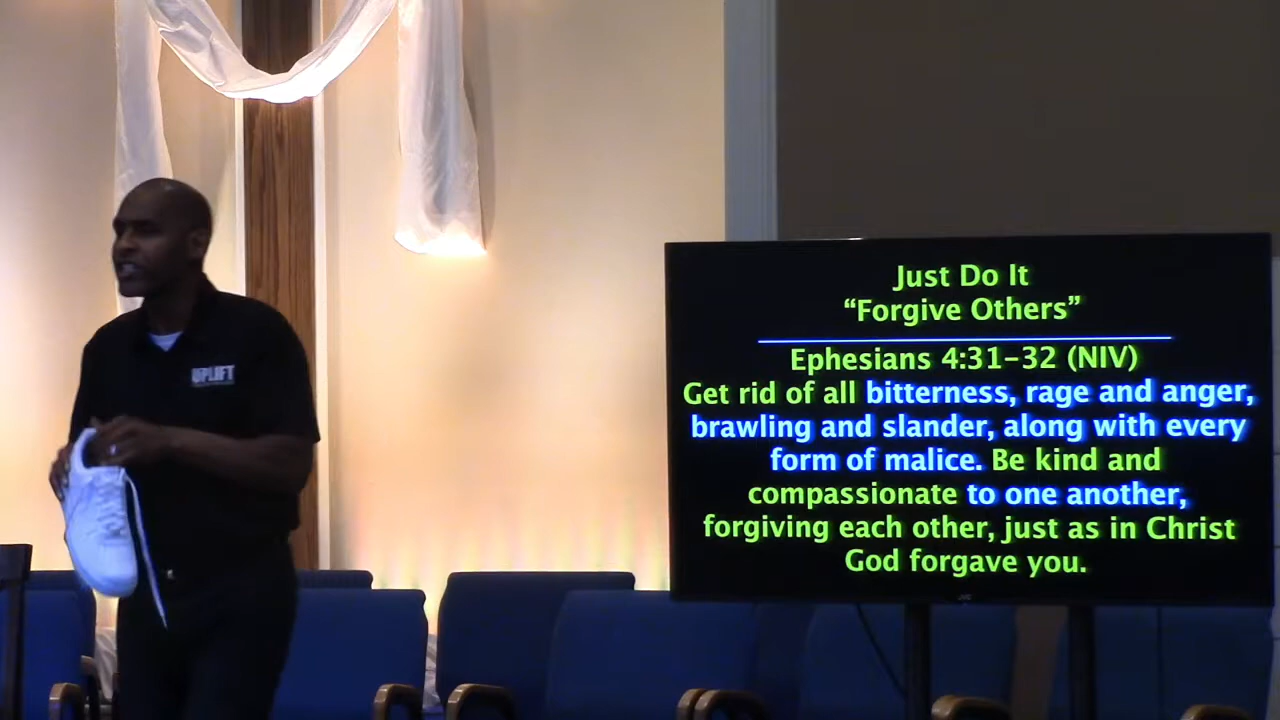 Just Do It
“Forgive Others”
Ephesians 4:31–32 (NIV)
Get rid of all bitterness, rage and anger,
brawling and slander, along with every
form of malice. Be kind and
compassionate to one another,
forgiving each other, just as in Christ
God forgave you.
JVC
UPLIFT